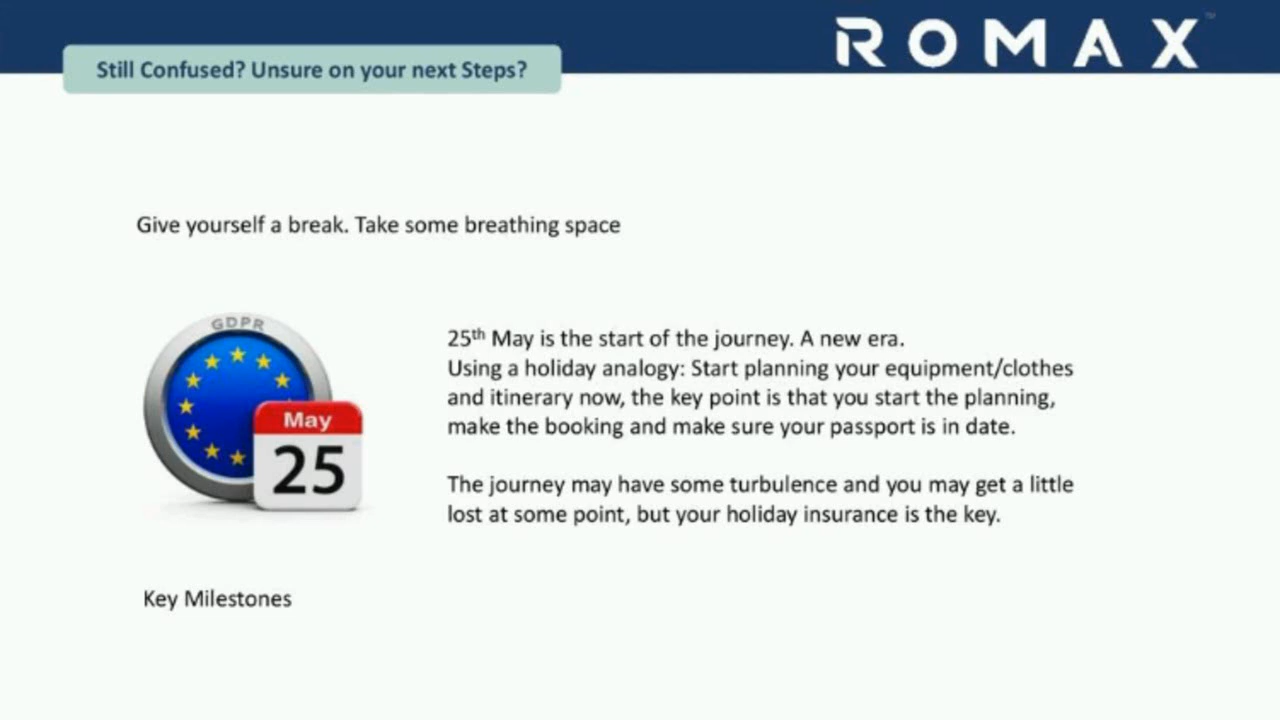 ROMAX™
Still Confused? Unsure on your next Steps?
Give yourself a break. Take some breathing space
GDPR
May
25
25th May is the start of the journey. A new era.
Using a holiday analogy: Start planning your equipment/clothes
and itinerary now, the key point is that you start the planning,
make the booking and make sure your passport is in date.
The journey may have some turbulence and you may get a little
lost at some point, but your holiday insurance is the key.
Key Milestones